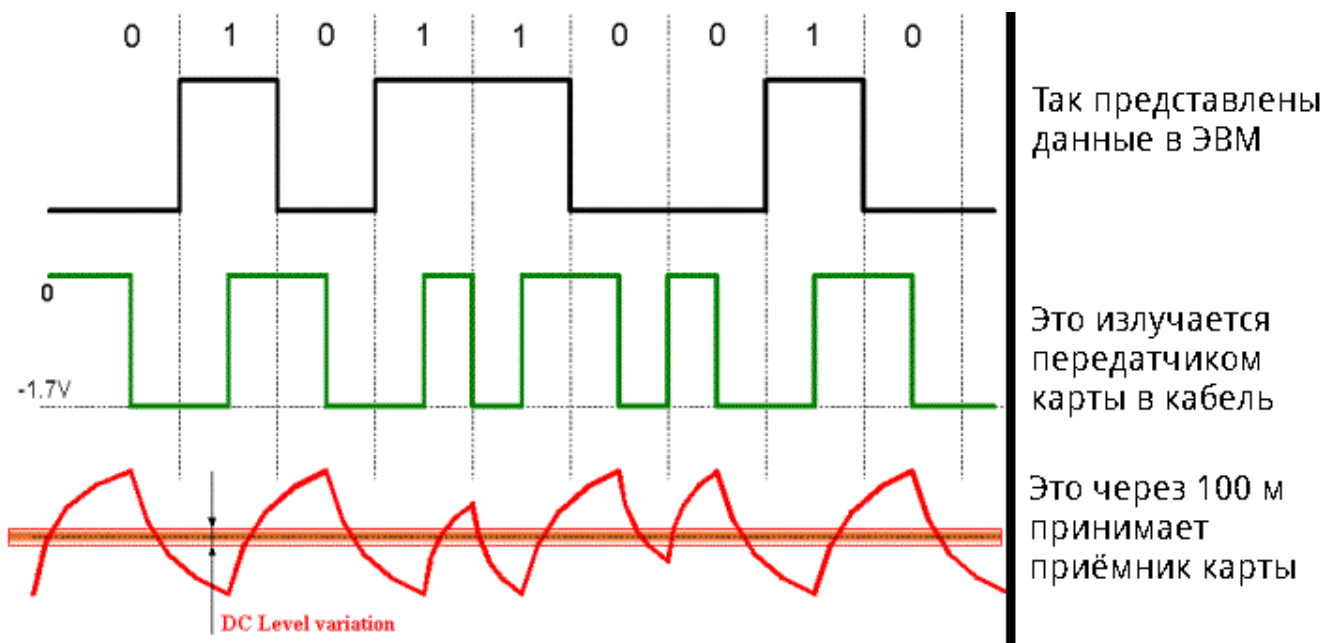 0 1 0 1 1 0 0 1 0
Так представлены
данные в ЭВМ
0
-1.7V
Это излучается
передатчиком
карты в кабель
Это через 100 м
принимает
приёмник карты
DC Level variation